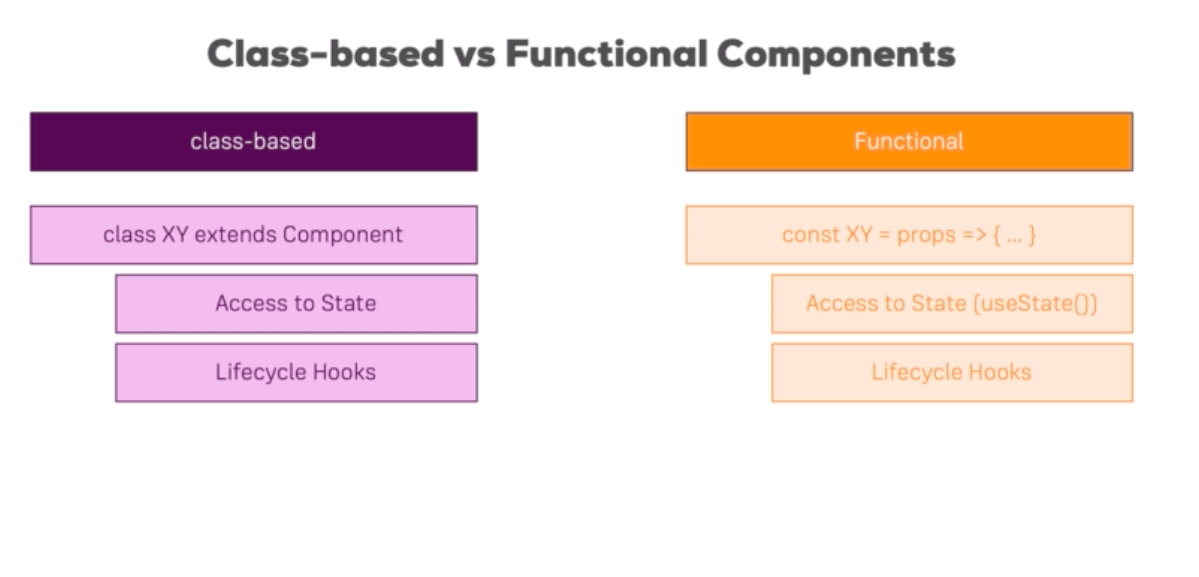 Class-based vs Functional Components
class-based
class XY extends Component
Access to State
Lifecycle Hooks
Functional
const XY = props => { ... }
Access to State (useState())
Lifecycle Hooks